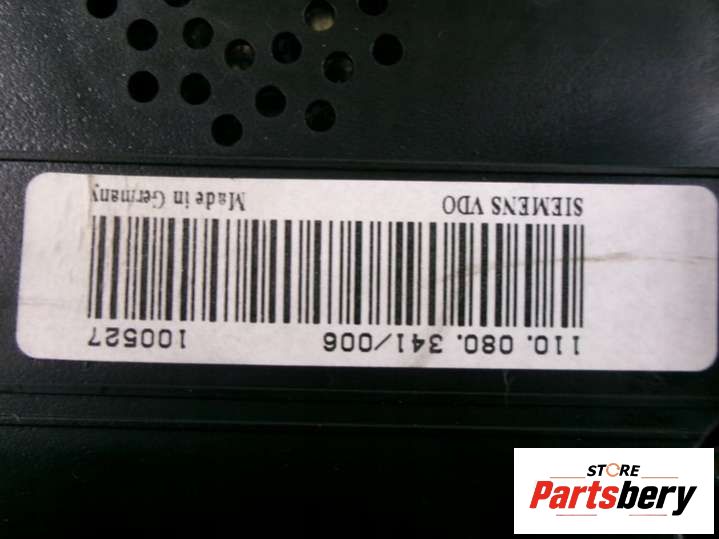 110. 080. 341/006 100527
SIEMENS VDO Made in Germany
STORE
Partsbery